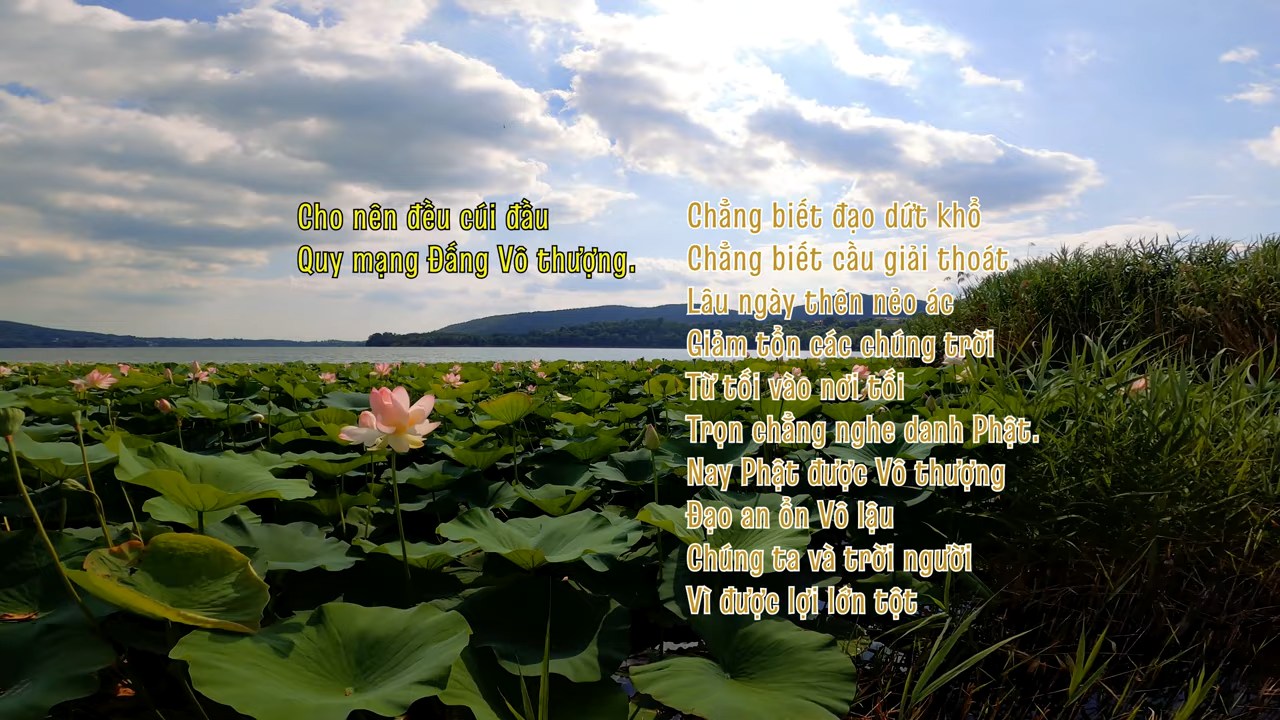 Cho nên đều cúi đầu
Quy mạng Đấng Vô thượng.
Chẳng biết đạo dứt khổ
Chẳng biết cầu giải thoát
Lâu ngày thên nẻo ác
Giảm tổn các chúng trời
Từ tối vào nơi tối
Trọn chẳng nghe danh Phật.
Nay Phật được Vô thượng
Đạo an ổn Vô lậu
Chúng ta và trời người
Vì được lợi lớn tột